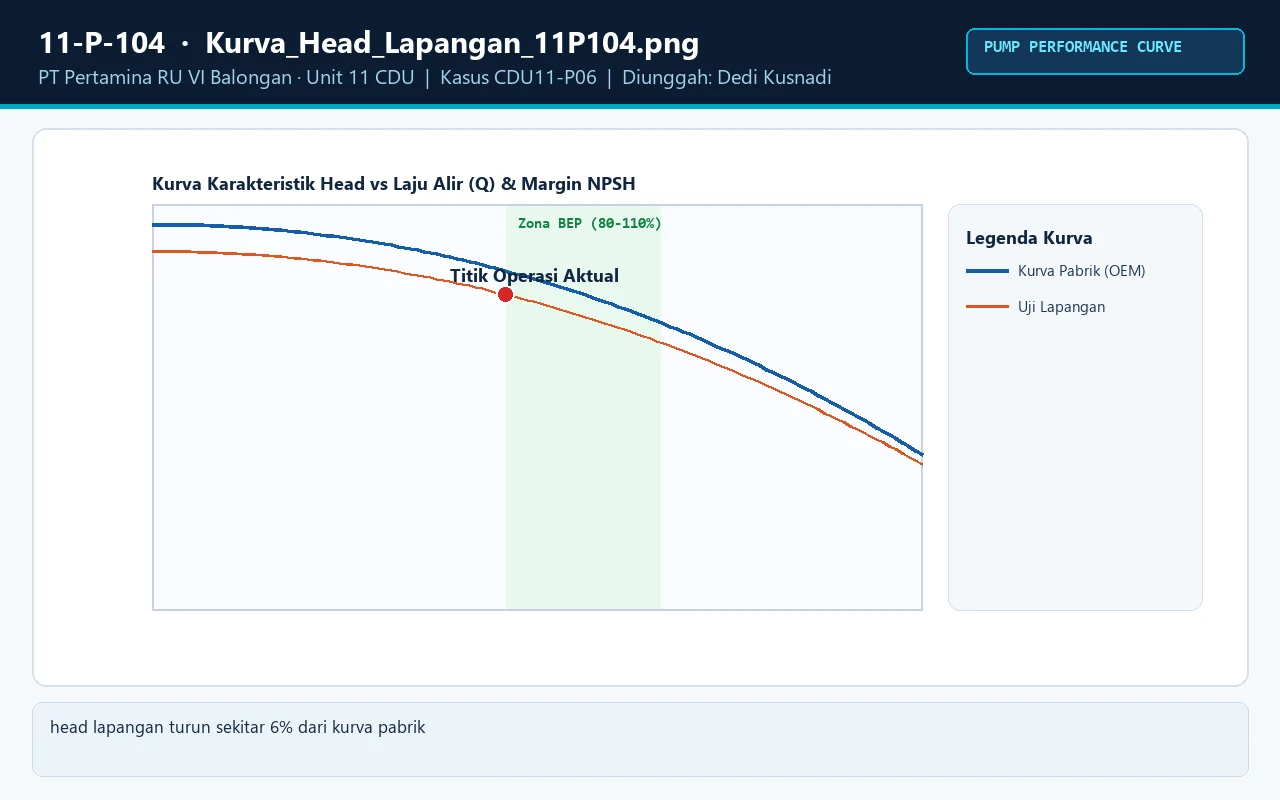 11-P-104 · Kurva_Head_Lapangan_11P104.png
PUMP PERFORMANCE CURVE
PT Pertamina RU VI Balongan · Unit 11 CDU | Kasus CDU11-P06 | Diunggah: Dedi Kusnadi
Kurva Karakteristik Head vs Laju Alir (Q) & Margin NPSH
Zona BEP (80-110%)
Titik Operasi Aktual
Legenda Kurva
Kurva Pabrik (OEM)
Uji Lapangan
head lapangan turun sekitar 6% dari kurva pabrik